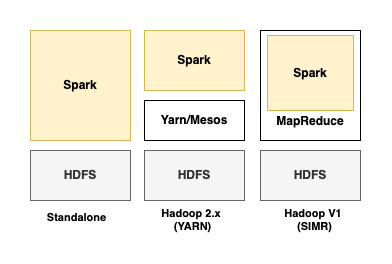 Spark
Spark
Spark
Yarn/Mesos
MapReduce
HDFS
HDFS
HDFS
Standalone
Hadoop 2.x
(YARN)
Hadoop V1
(SIMR)